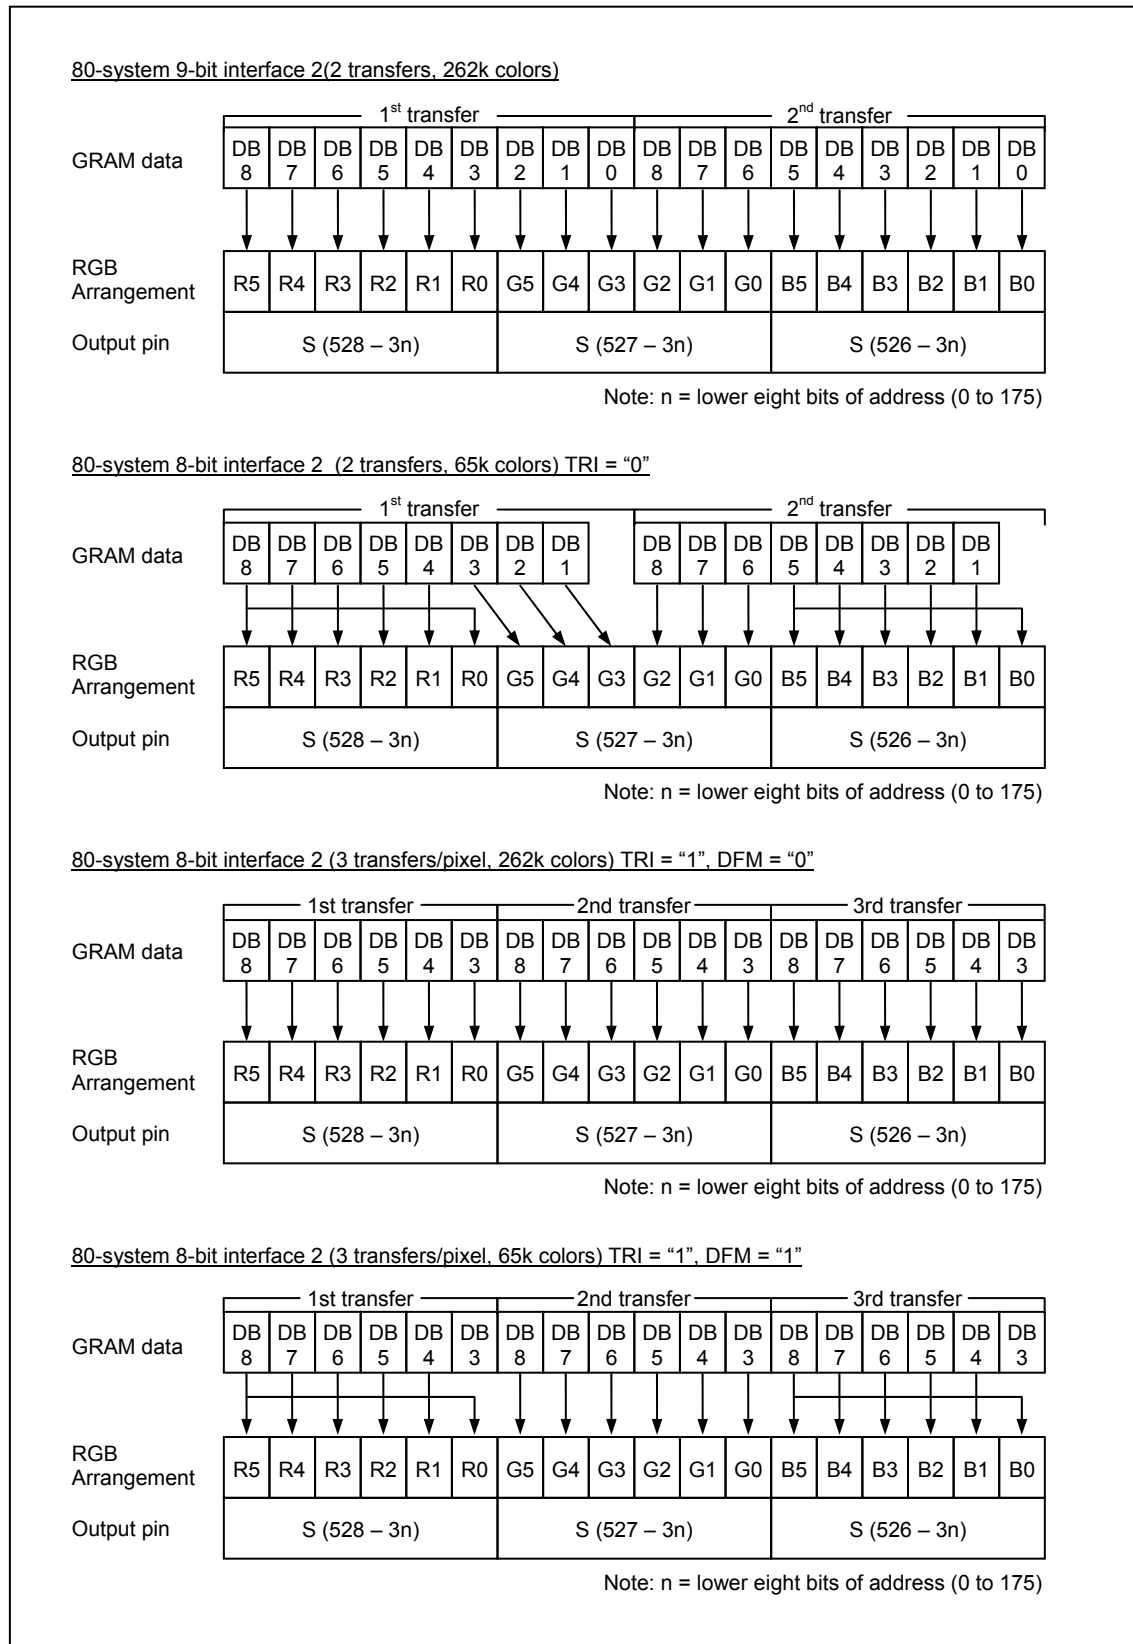 80-system 9-bit interface 2(2 transfers, 262k colors)
1st transfer 2nd transfer
GRAM data DB 8 DB 7 DB 6 DB 5 DB 4 DB 3 DB 2 DB 1 DB 0 DB 8 DB 7 DB 6 DB 5 DB 4 DB 3 DB 2 DB 1 DB 0
RGB Arrangement R5 R4 R3 R2 R1 R0 G5 G4 G3 G2 G1 G0 B5 B4 B3 B2 B1 B0
Output pin S (528 – 3n) S (527 – 3n) S (526 – 3n)
Note: n = lower eight bits of address (0 to 175)
80-system 8-bit interface 2 (2 transfers, 65k colors) TRI = “0”
1st transfer 2nd transfer
GRAM data DB 8 DB 7 DB 6 DB 5 DB 4 DB 3 DB 2 DB 1 DB 8 DB 7 DB 6 DB 5 DB 4 DB 3 DB 2 DB 1
RGB Arrangement R5 R4 R3 R2 R1 R0 G5 G4 G3 G2 G1 G0 B5 B4 B3 B2 B1 B0
Output pin S (528 – 3n) S (527 – 3n) S (526 – 3n)
Note: n = lower eight bits of address (0 to 175)
80-system 8-bit interface 2 (3 transfers/pixel, 262k colors) TRI = “1”, DFM = “0”
1st transfer 2nd transfer 3rd transfer
GRAM data DB 8 DB 7 DB 6 DB 5 DB 4 DB 3 DB 8 DB 7 DB 6 DB 5 DB 4 DB 3 DB 8 DB 7 DB 6 DB 5 DB 4 DB 3
RGB Arrangement R5 R4 R3 R2 R1 R0 G5 G4 G3 G2 G1 G0 B5 B4 B3 B2 B1 B0
Output pin S (528 – 3n) S (527 – 3n) S (526 – 3n)
Note: n = lower eight bits of address (0 to 175)
80-system 8-bit interface 2 (3 transfers/pixel, 65k colors) TRI = “1”, DFM = “1”
1st transfer 2nd transfer 3rd transfer
GRAM data DB 8 DB 7 DB 6 DB 5 DB 4 DB 3 DB 8 DB 7 DB 6 DB 5 DB 4 DB 3 DB 8 DB 7 DB 6 DB 5 DB 4 DB 3
RGB Arrangement R5 R4 R3 R2 R1 R0 G5 G4 G3 G2 G1 G0 B5 B4 B3 B2 B1 B0
Output pin S (528 – 3n) S (527 – 3n) S (526 – 3n)
Note: n = lower eight bits of address (0 to 175)